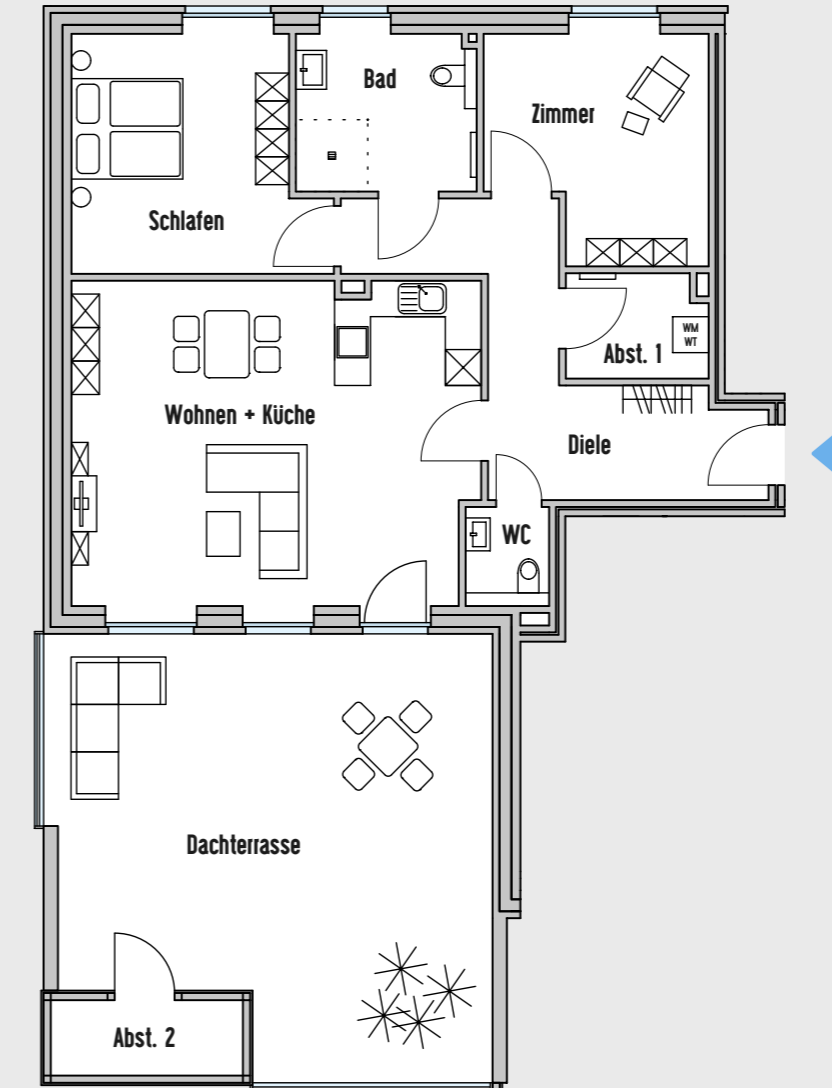 Bad
Zimmer
Schlafen
WM
WT
Abst. 1
Wohnen + Küche
Diele
WC
Dachterrasse
Abst. 2